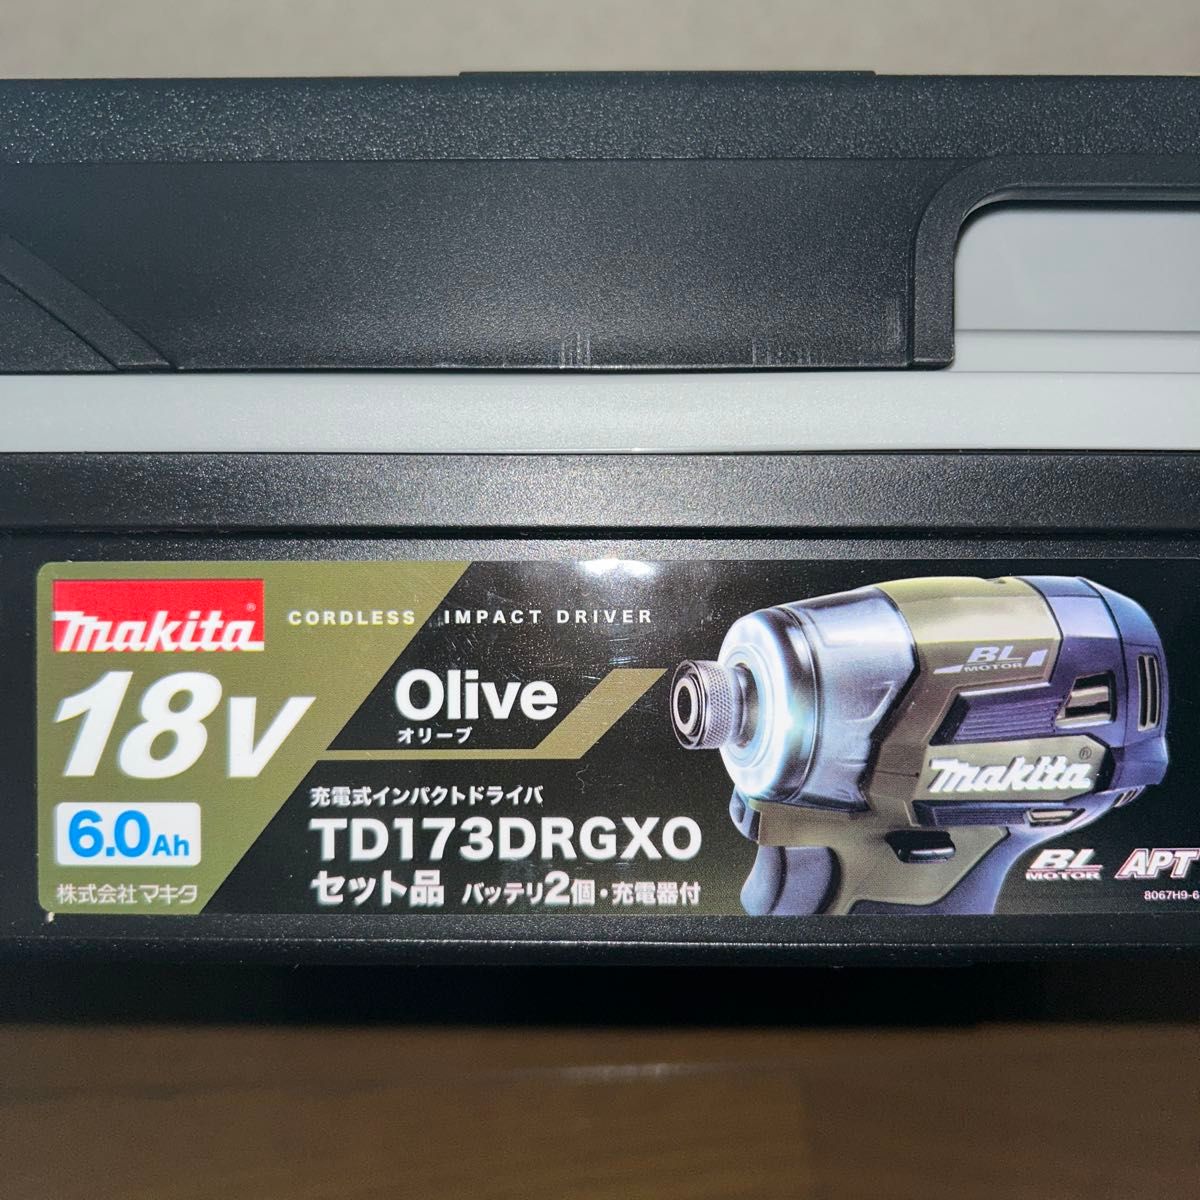 makita®
CORDLESS IMPACT DRIVER
18V
Olive
オリーブ
6.0Ah
株式会社マキタ
充電式インパクトドライバ
TD173DRGXO
セット品 バッテリ2個・充電器付
BL
MOTOR
makita®
BL
MOTOR
APT
8067H9-6